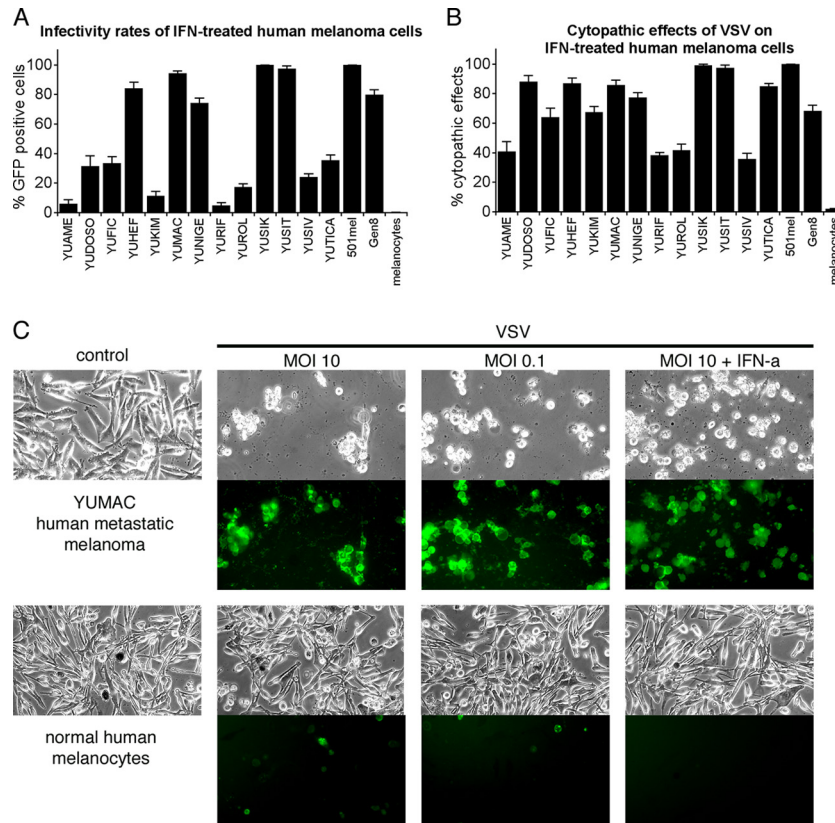 A
Infectivity rates of IFN-treated human melanoma cells
% GFP positive cells
100
80
60
40
20
0
YUAME
YUDOSO
YUFIC
YUHEF
YUKIM
YUMAC
YUNIGE
YURIF
YUROL
YUSIK
YUSIT
YUSIV
YUTICA
501mel
Gen8
melanocytes
B
Cytopathic effects of VSV on
IFN-treated human melanoma cells
% cytopathic effects
100
80
60
40
20
0
YUAME
YUDOSO
YUFIC
YUHEF
YUKIM
YUMAC
YUNIGE
YURIF
YUROL
YUSIK
YUSIT
YUSIV
YUTICA
501mel
Gen8
melanocytes
C
VSV
control
MOI 10
MOI 0.1
MOI 10 + IFN-a
YUMAC
human metastatic
melanoma
normal human
melanocytes